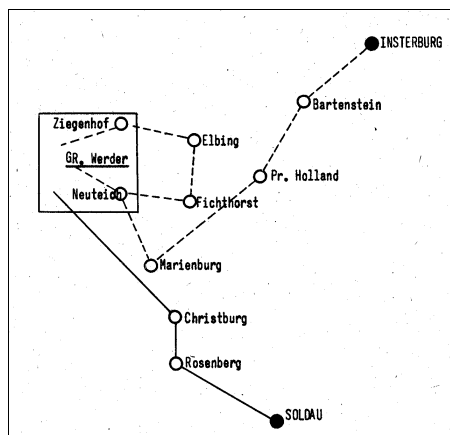 INSTERBURG
Bartenstein
Ziegenhof
Elbing
GR. Werder
Pr. Holland
Neuteich
Fichthorst
Marienburg
Christburg
Rosenberg
SOLDAU